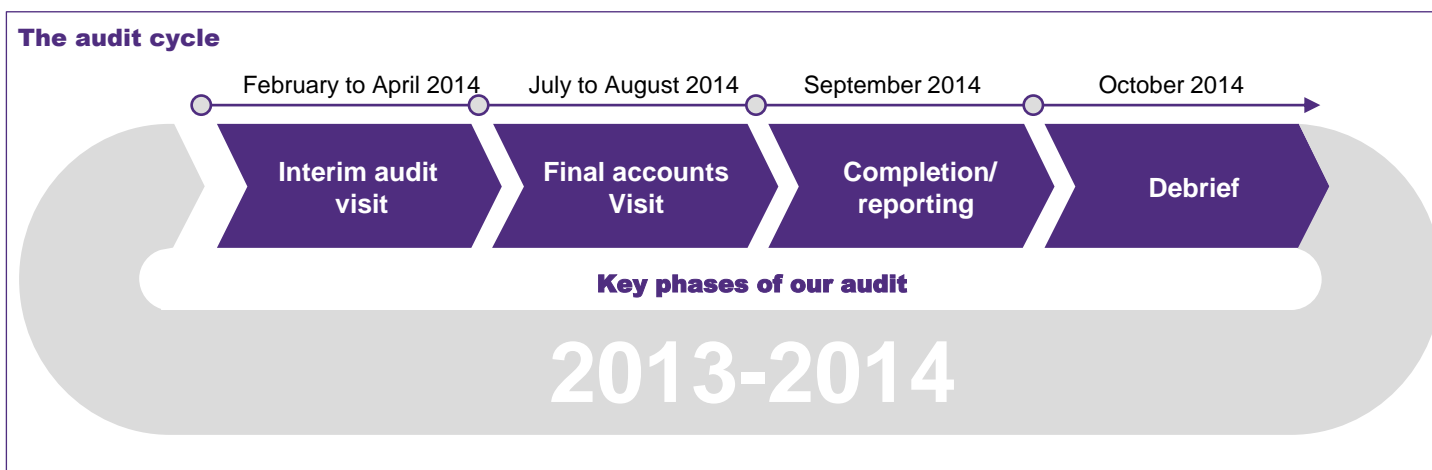 The audit cycle
February to April 2014
July to August 2014
September 2014
October 2014
Interim audit
visit
Final accounts
Visit
Completion/
reporting
Debrief
Key phases of our audit
2013-2014